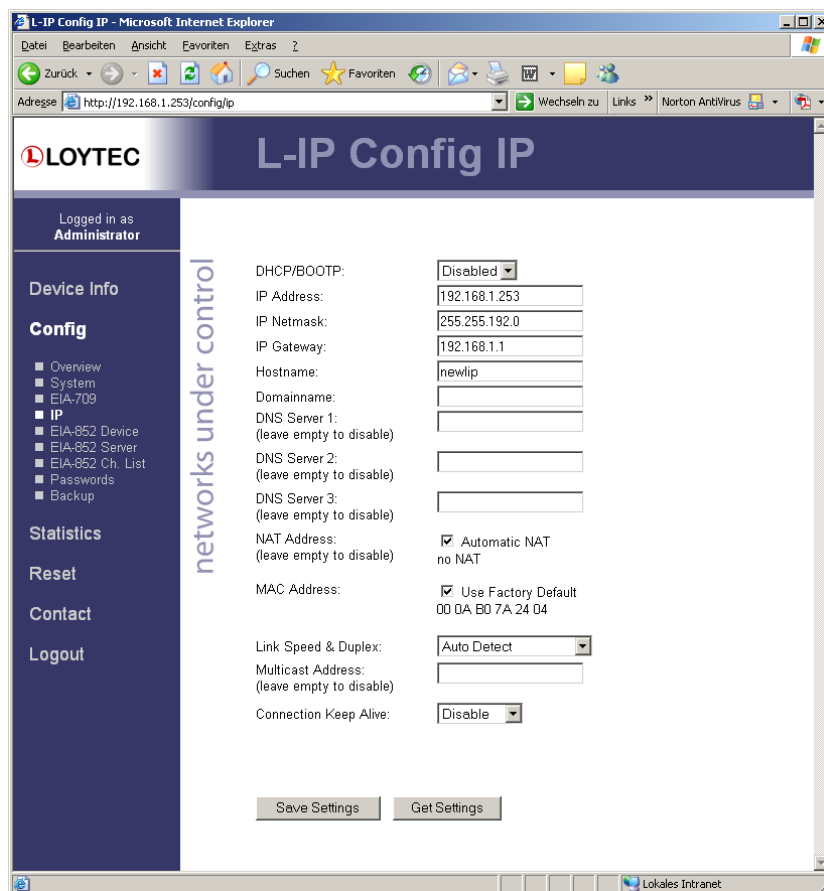 L-IP Config IP - Microsoft Internet Explorer
Datei Bearbeiten Ansicht Favoriten Extras ?
Zurück Suchen Favoriten
Adresse http://192.168.1.253/config/ip Wechseln zu Links » Norton AntiVirus
LOYTEC
L-IP Config IP
Logged in as
Administrator
Device Info
Config
Overview
System
EIA-709
IP
EIA-852 Device
EIA-852 Server
EIA-852 Ch. List
Passwords
Backup
Statistics
Reset
Contact
Logout
networks under control
DHCP/BOOTP: Disabled
IP Address: 192.168.1.253
IP Netmask: 255.255.192.0
IP Gateway: 192.168.1.1
Hostname: newlip
Domainname:
DNS Server 1:
(leave empty to disable)
DNS Server 2:
(leave empty to disable)
DNS Server 3:
(leave empty to disable)
NAT Address: Automatic NAT
(leave empty to disable) no NAT
MAC Address: Use Factory Default
00 0A B0 7A 24 04
Link Speed & Duplex: Auto Detect
Multicast Address:
(leave empty to disable)
Connection Keep Alive: Disable
Save Settings Get Settings
Lokales Intranet